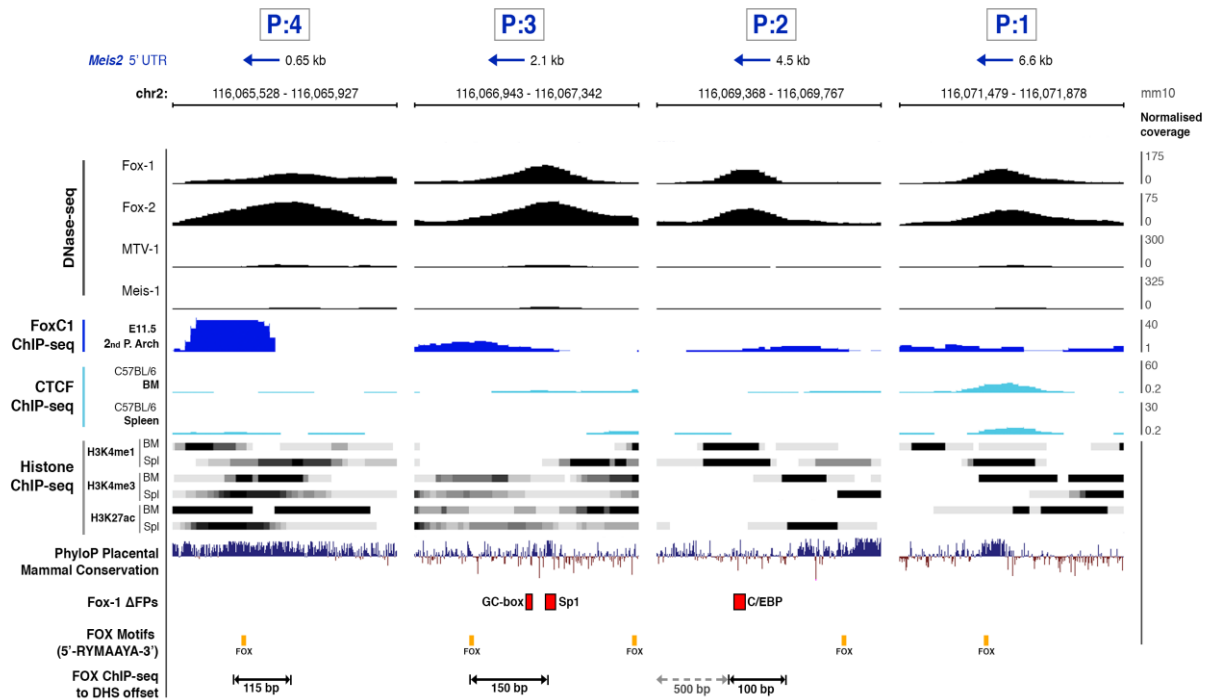 P:4 P:3 P:2 P:1
Meis2 5' UTR 0.65 kb 2.1 kb 4.5 kb 6.6 kb
chr2: 116,065,528 - 116,065,927 116,066,943 - 116,067,342 116,069,368 - 116,069,767 116,071,479 - 116,071,878 mm10
Normalised
coverage
DNase-seq
Fox-1 175
0
Fox-2 75
0
MTV-1 300
0
Meis-1 325
0
FoxC1
ChIP-seq
E11.5
2nd P. Arch
40
1
CTCF
ChIP-seq
C57BL/6
BM
60
0.2
C57BL/6
Spleen
30
0.2
Histone
ChIP-seq
H3K4me1 BM
Spl
H3K4me3 BM
Spl
H3K27ac BM
Spl
PhyloP Placental
Mammal Conservation
Fox-1 ΔFPs GC-box Sp1 C/EBP
FOX Motifs
(5'-RYMAAYA-3')
FOX FOX FOX FOX FOX
FOX ChIP-seq
to DHS offset
115 bp 150 bp 500 bp 100 bp